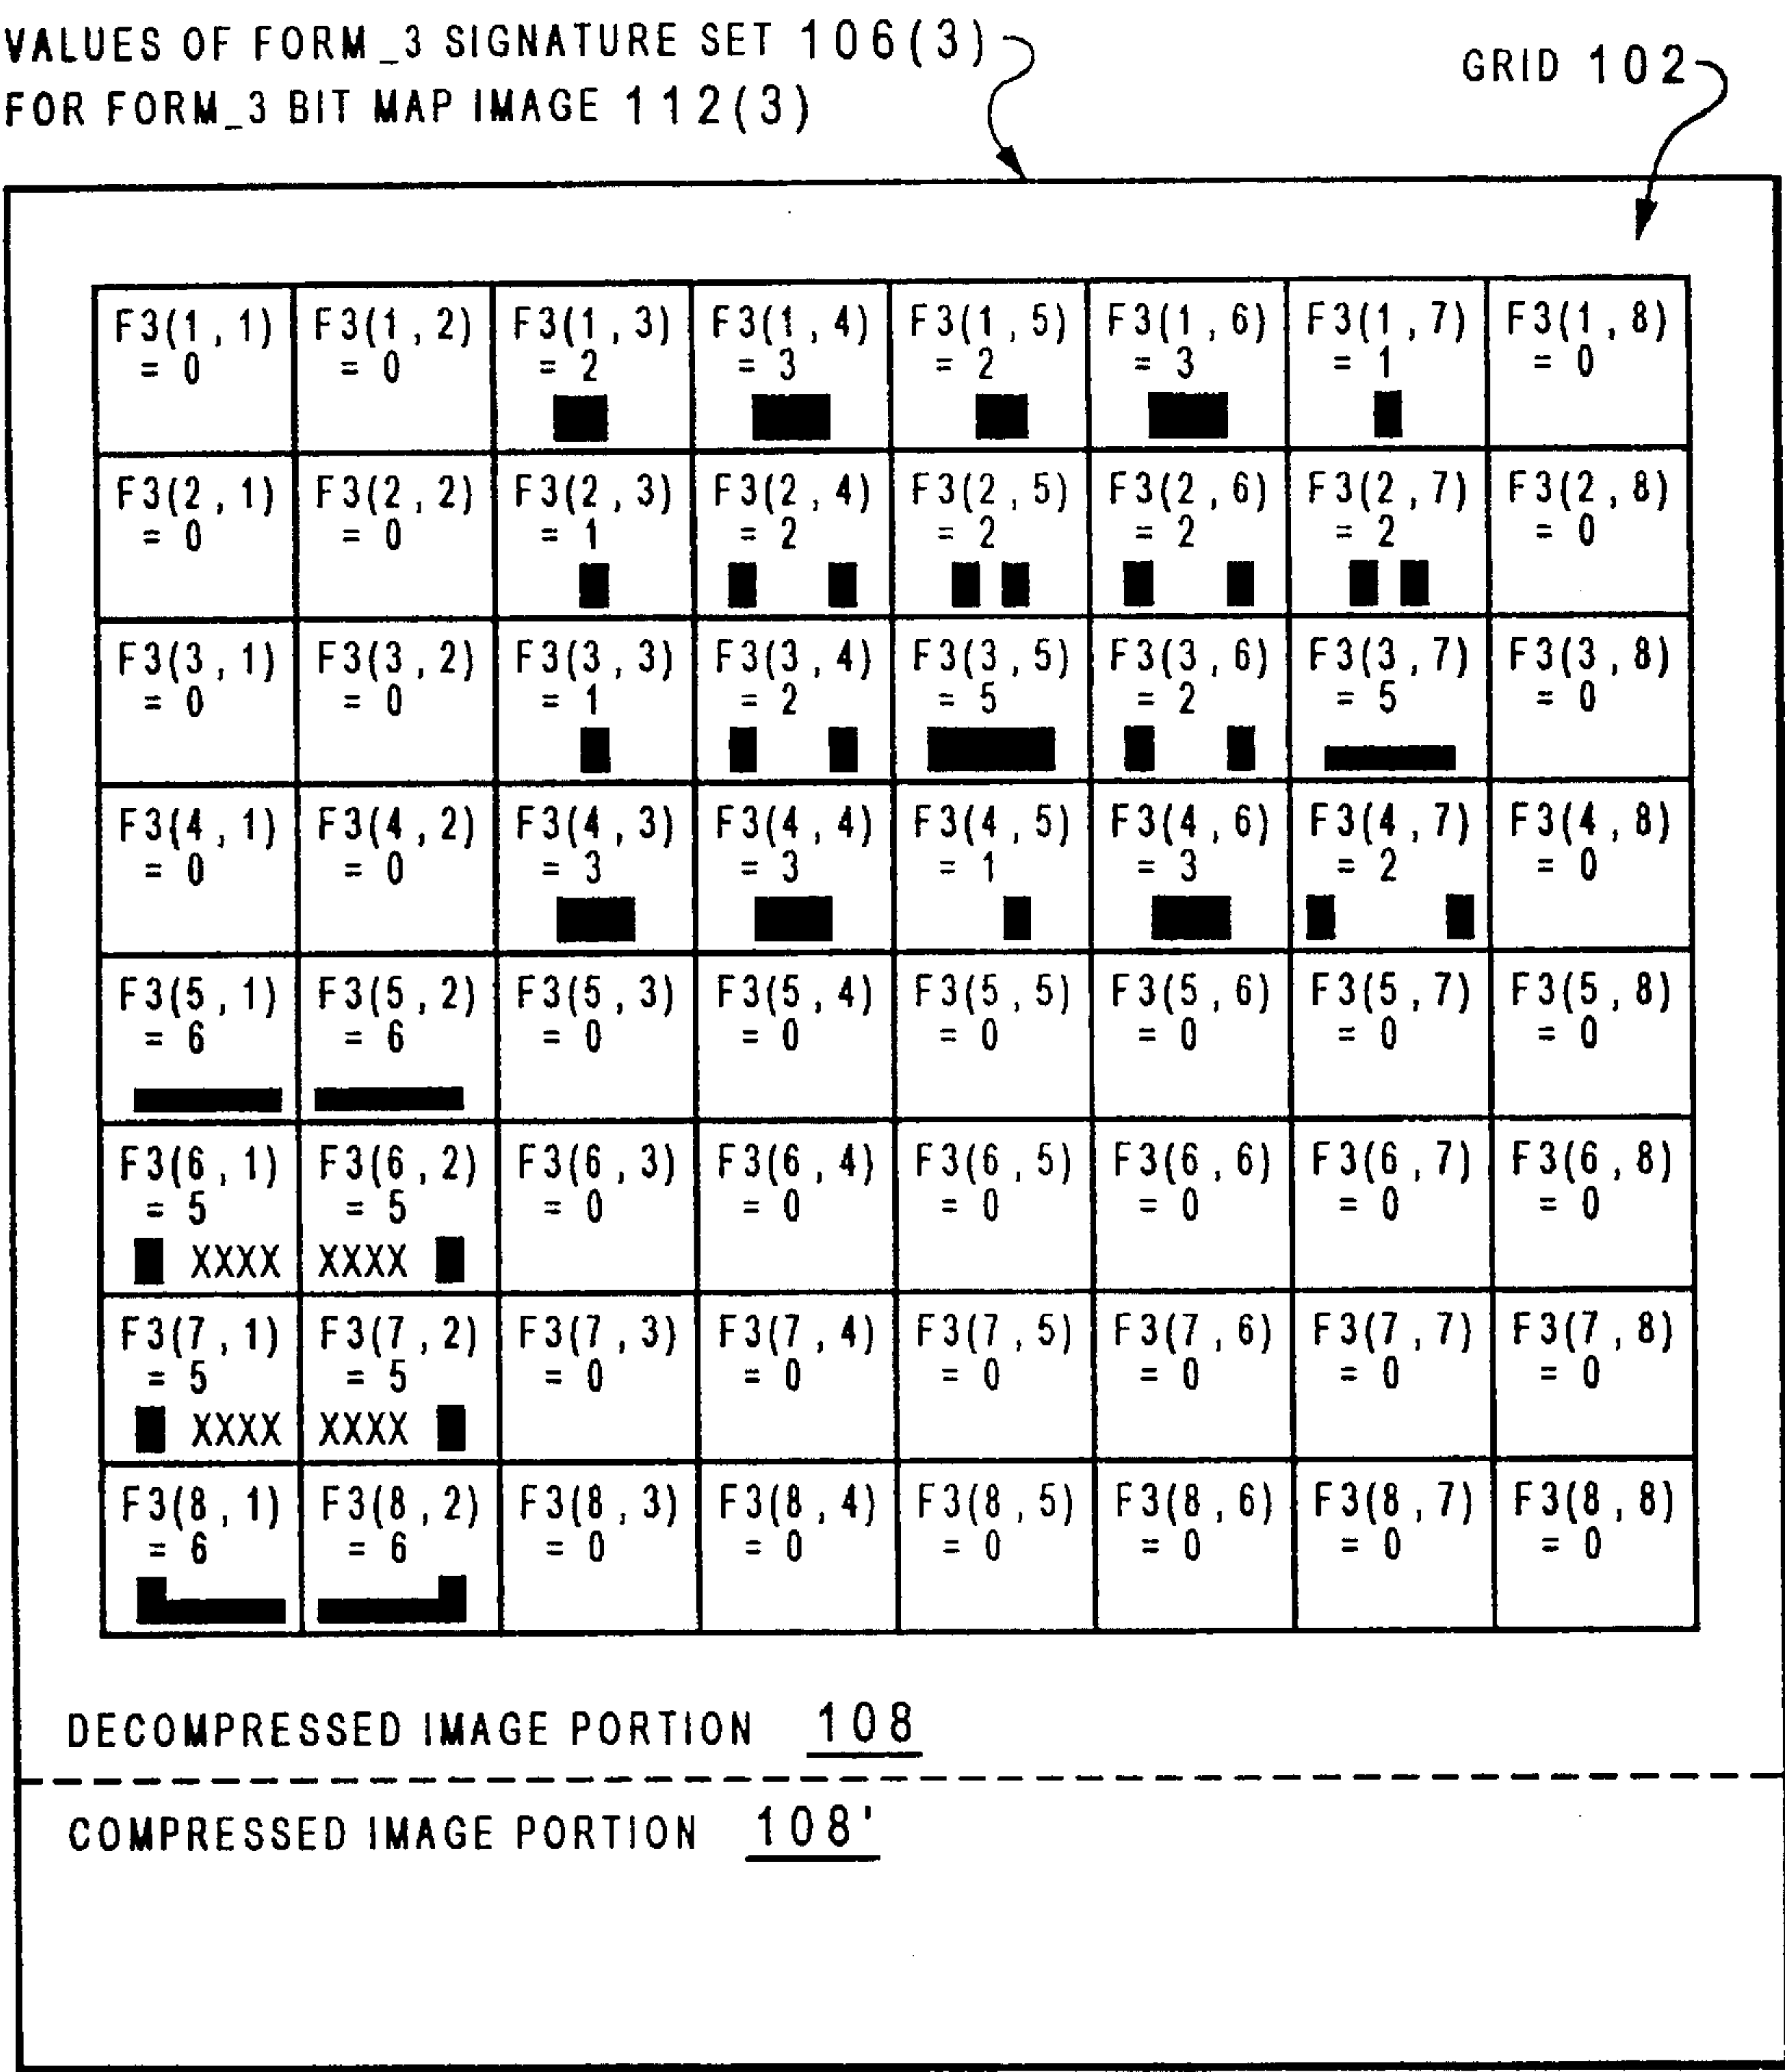 VALUES OF FORM_3 SIGNATURE SET 106(3)
FOR FORM_3 BIT MAP IMAGE 112(3)
GRID 102
F3(1,1) F3(1,2) F3(1,3) F3(1,4) F3(1,5) F3(1,6) F3(1,7) F3(1,8)
= 0 = 0 = 2 = 3 = 2 = 3 = 1 = 0
F3(2,1) F3(2,2) F3(2,3) F3(2,4) F3(2,5) F3(2,6) F3(2,7) F3(2,8)
= 0 = 0 = 1 = 2 = 2 = 2 = 2 = 0
F3(3,1) F3(3,2) F3(3,3) F3(3,4) F3(3,5) F3(3,6) F3(3,7) F3(3,8)
= 0 = 0 = 1 = 2 = 5 = 2 = 5 = 0
F3(4,1) F3(4,2) F3(4,3) F3(4,4) F3(4,5) F3(4,6) F3(4,7) F3(4,8)
= 0 = 0 = 3 = 3 = 1 = 3 = 2 = 0
F3(5,1) F3(5,2) F3(5,3) F3(5,4) F3(5,5) F3(5,6) F3(5,7) F3(5,8)
= 6 = 6 = 0 = 0 = 0 = 0 = 0 = 0
F3(6,1) F3(6,2) F3(6,3) F3(6,4) F3(6,5) F3(6,6) F3(6,7) F3(6,8)
= 5 = 5 = 0 = 0 = 0 = 0 = 0 = 0
XXXX XXXX
F3(7,1) F3(7,2) F3(7,3) F3(7,4) F3(7,5) F3(7,6) F3(7,7) F3(7,8)
= 5 = 5 = 0 = 0 = 0 = 0 = 0 = 0
XXXX XXXX
F3(8,1) F3(8,2) F3(8,3) F3(8,4) F3(8,5) F3(8,6) F3(8,7) F3(8,8)
= 6 = 6 = 0 = 0 = 0 = 0 = 0 = 0
DECOMPRESSED IMAGE PORTION 108
COMPRESSED IMAGE PORTION 108'